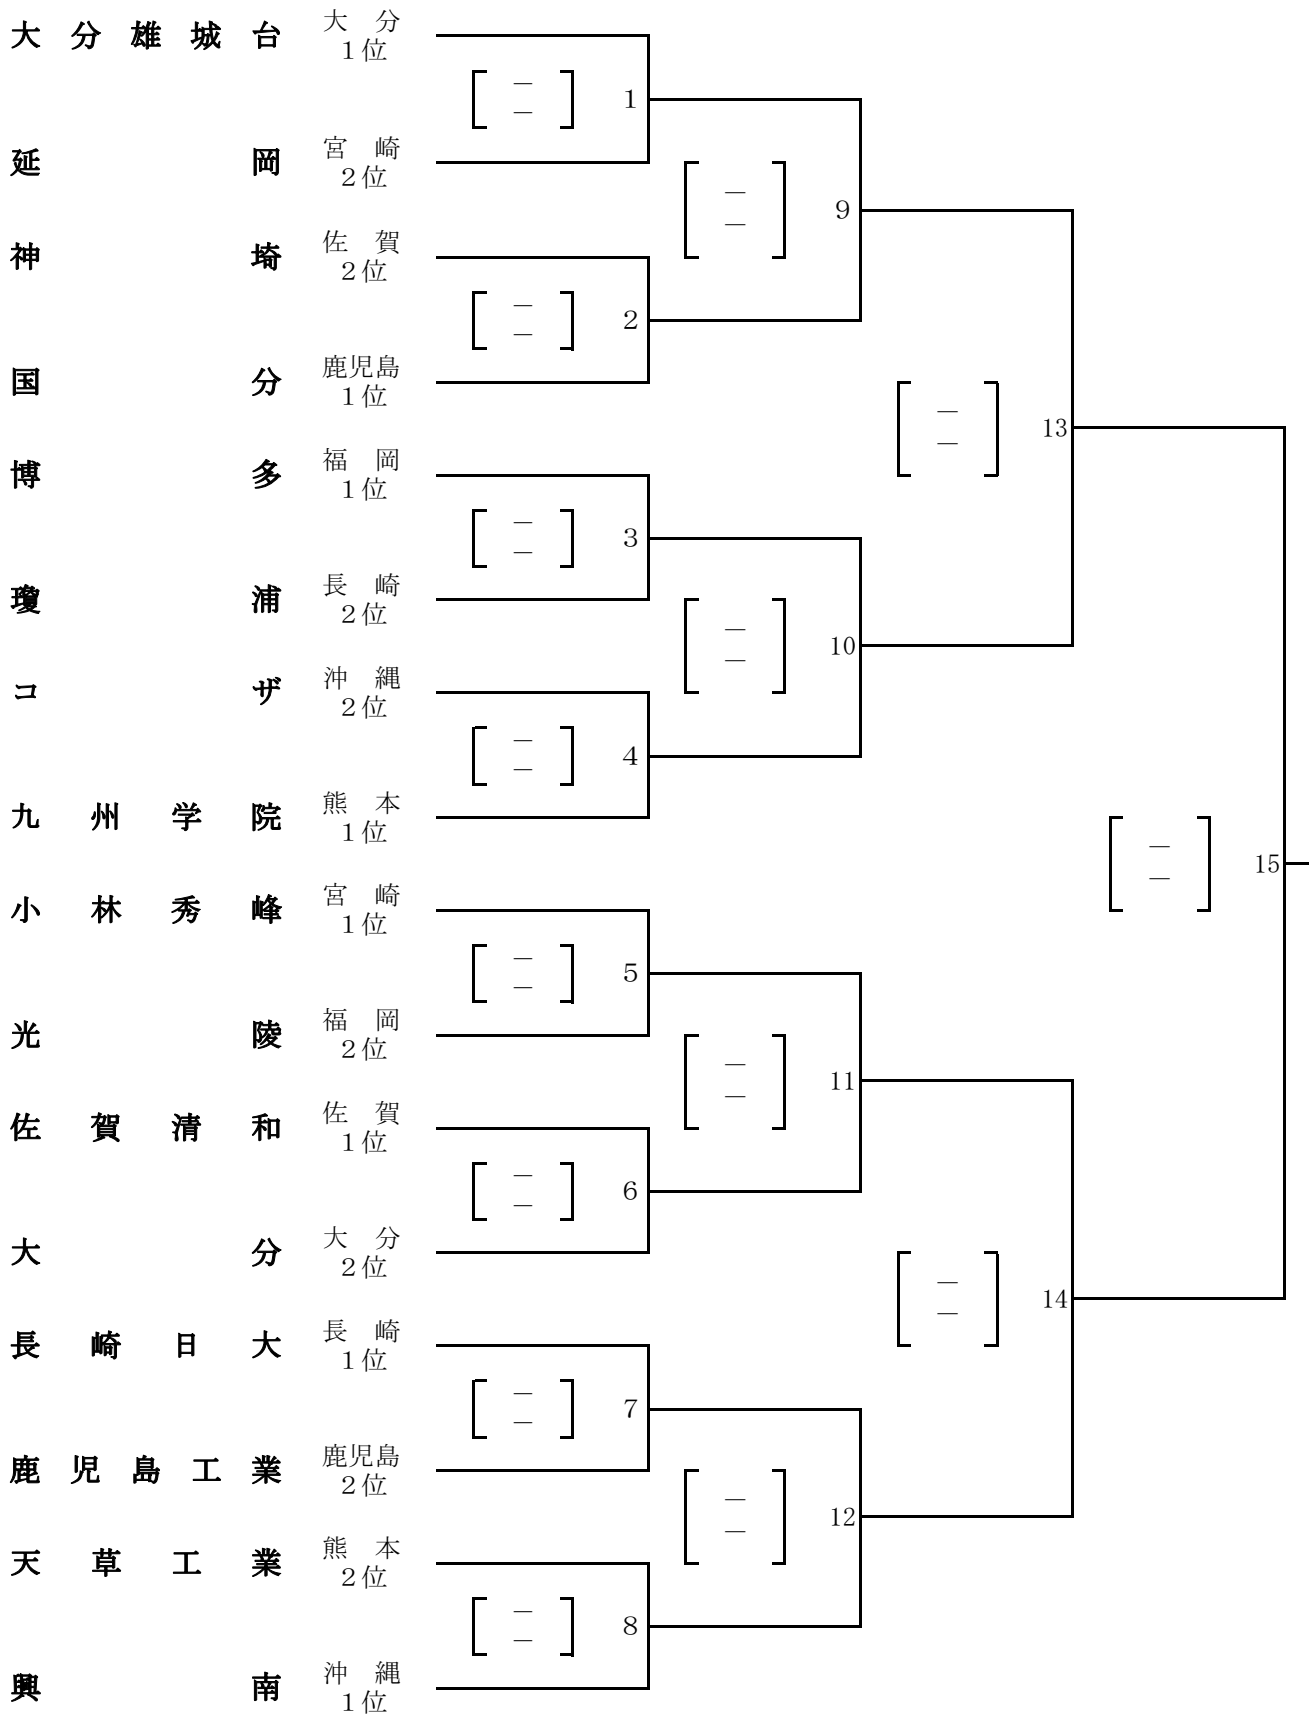 大分雄城台 大分
1位
[ － － ] 1
延岡 宮崎
2位
[ － － ] 9
神埼 佐賀
2位
[ － － ] 2
国分 鹿児島
1位
[ － － ] 13
博多 福岡
1位
[ － － ] 3
瓊浦 長崎
2位
[ － － ] 10
コザ 沖縄
2位
[ － － ] 4
九州学院 熊本
1位
[ － － ] 15
小林秀峰 宮崎
1位
[ － － ] 5
光陵 福岡
2位
[ － － ] 11
佐賀清和 佐賀
1位
[ － － ] 6
大分 大分
2位
[ － － ] 14
長崎日大 長崎
1位
[ － － ] 7
鹿児島工業 鹿児島
2位
[ － － ] 12
天草工業 熊本
2位
[ － － ] 8
興南 沖縄
1位